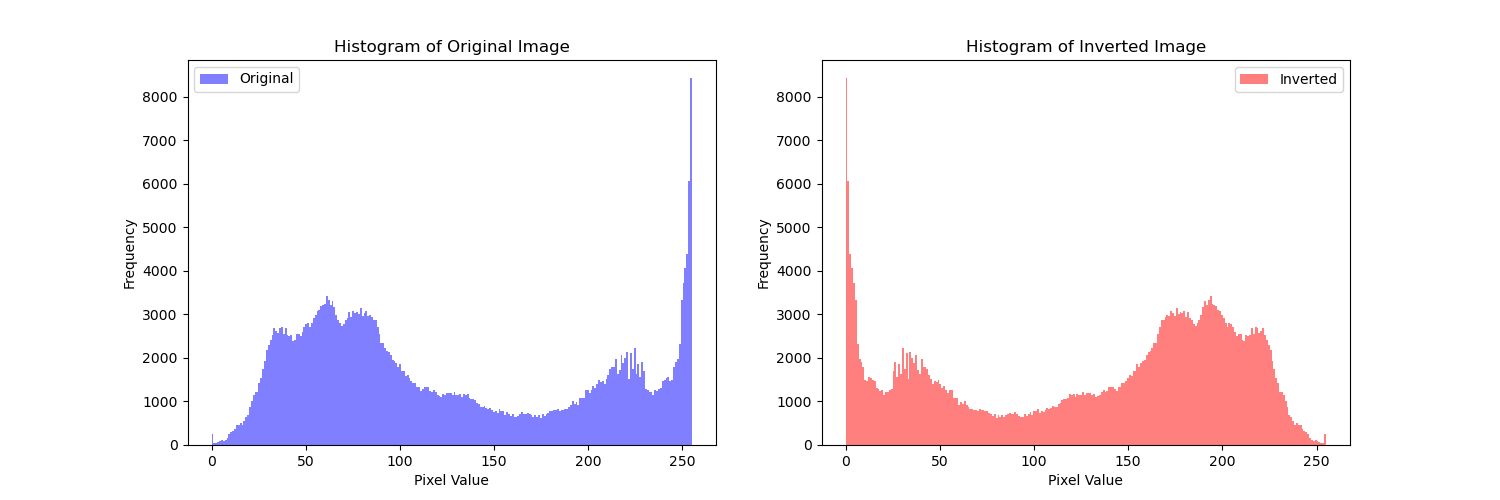 Histogram of Original Image
Original
8000
7000
6000
5000
4000
3000
2000
1000
0
Frequency
0 50 100 150 200 250
Pixel Value
Histogram of Inverted Image
Inverted
8000
7000
6000
5000
4000
3000
2000
1000
0
Frequency
0 50 100 150 200 250
Pixel Value